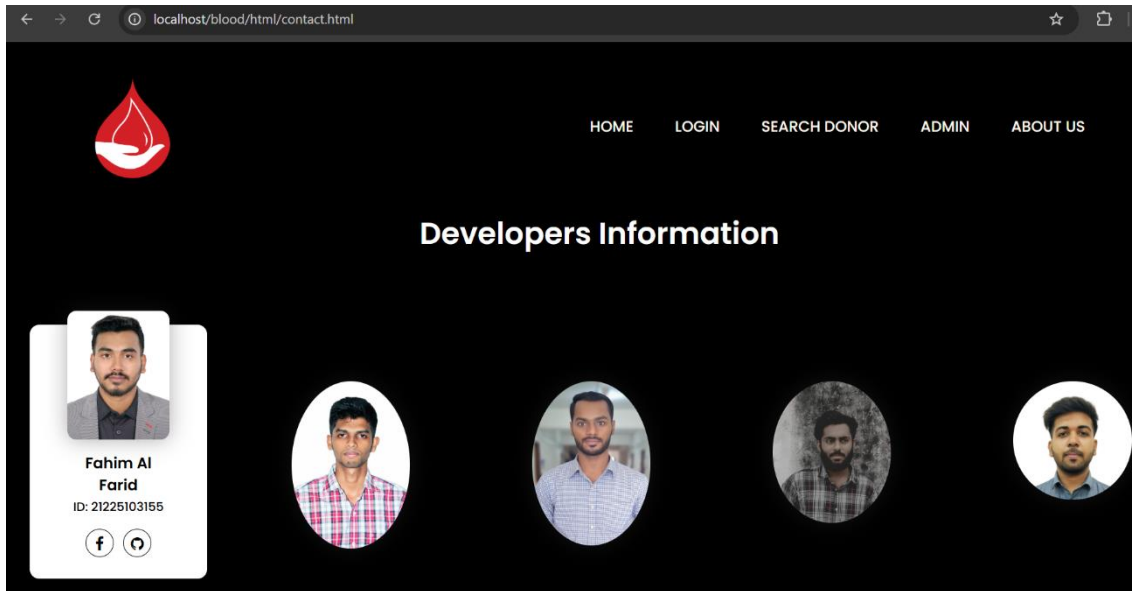 localhost/blood/html/contact.html
HOME LOGIN SEARCH DONOR ADMIN ABOUT US
Developers Information
Fahim Al
Farid
ID: 21225103155